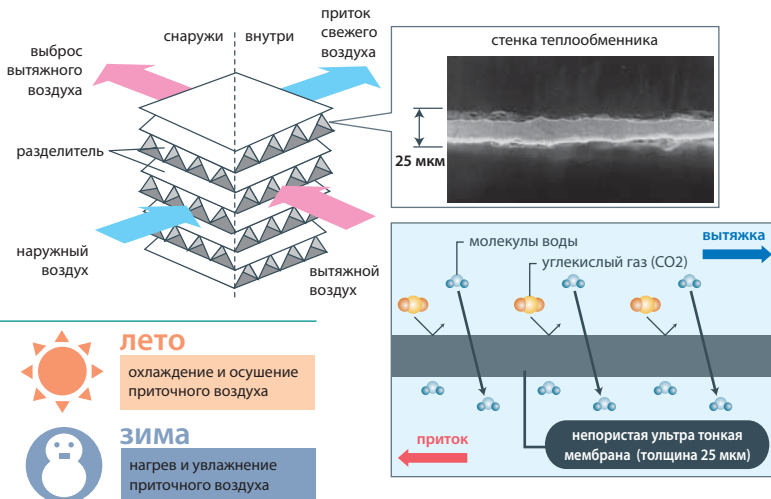 снаружи
внутри
приток
свежего
воздуха
выброс
вытяжного
воздуха
разделитель
наружный
воздух
вытяжной
воздух
стенка теплообменника
25 мкм
молекулы воды
углекислый газ (CO2)
вытяжка
приток
непористая ультра тонкая
мембрана (толщина 25 мкм)
лето
охлаждение и осушение
приточного воздуха
зима
нагрев и увлажнение
приточного воздуха